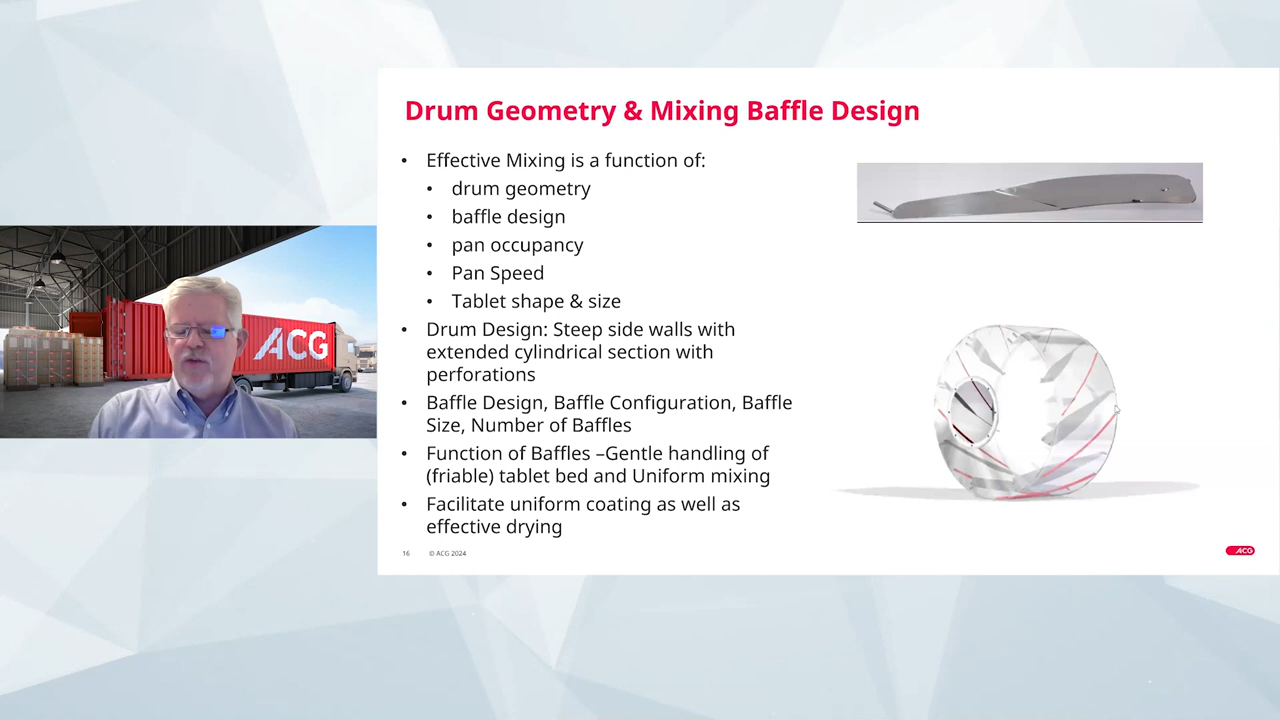 Drum Geometry & Mixing Baffle Design
• Effective Mixing is a function of:
• drum geometry
• baffle design
• pan occupancy
• Pan Speed
• Tablet shape & size
• Drum Design: Steep side walls with
extended cylindrical section with
perforations
• Baffle Design, Baffle Configuration, Baffle
Size, Number of Baffles
• Function of Baffles –Gentle handling of
(friable) tablet bed and Uniform mixing
• Facilitate uniform coating as well as
effective drying
16 © ACG 2024
ACG
ACG